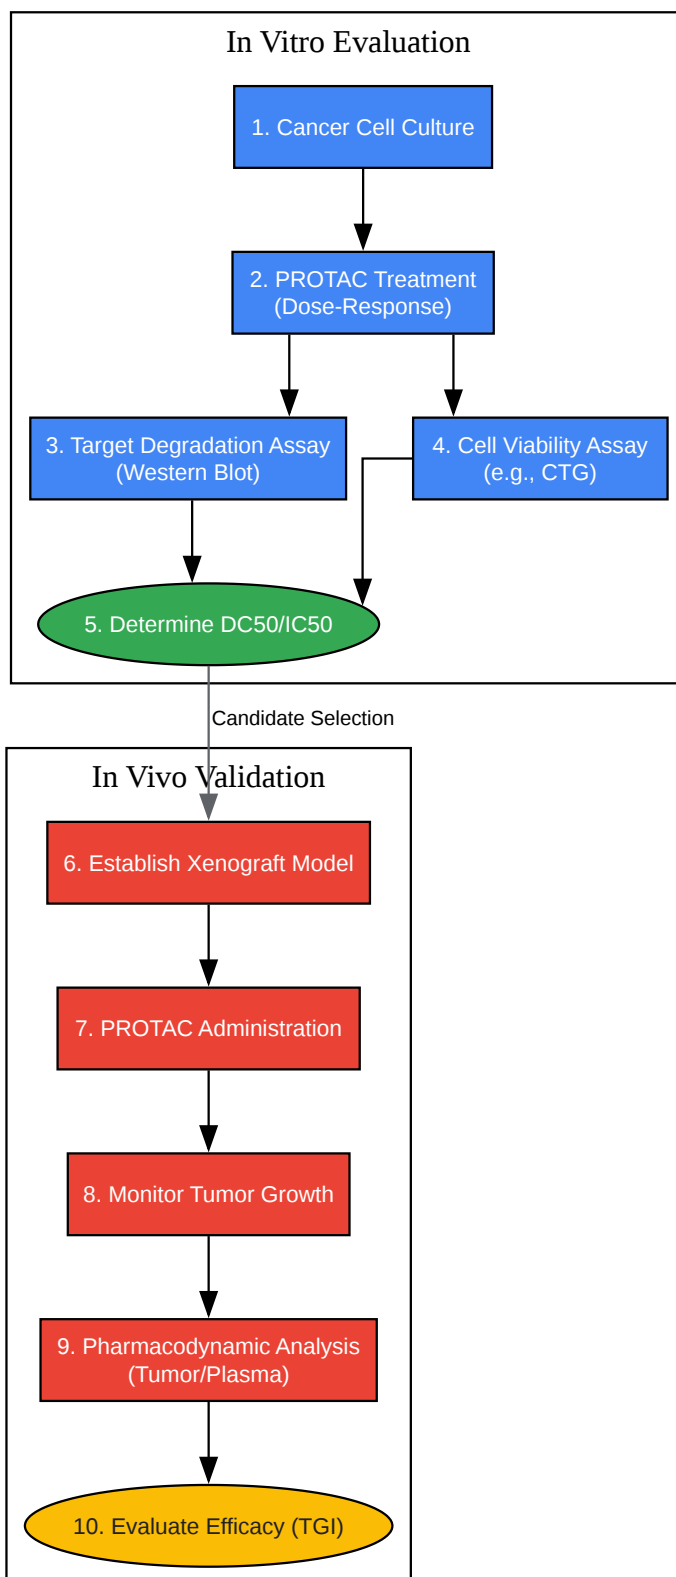 In Vitro Evaluation
1. Cancer Cell Culture
2. PROTAC Treatment
(Dose-Response)
3. Target Degradation Assay
(Western Blot)
4. Cell Viability Assay
(e.g., CTG)
5. Determine DC50/IC50
Candidate Selection
In Vivo Validation
6. Establish Xenograft Model
7. PROTAC Administration
8. Monitor Tumor Growth
9. Pharmacodynamic Analysis
(Tumor/Plasma)
10. Evaluate Efficacy (TGI)